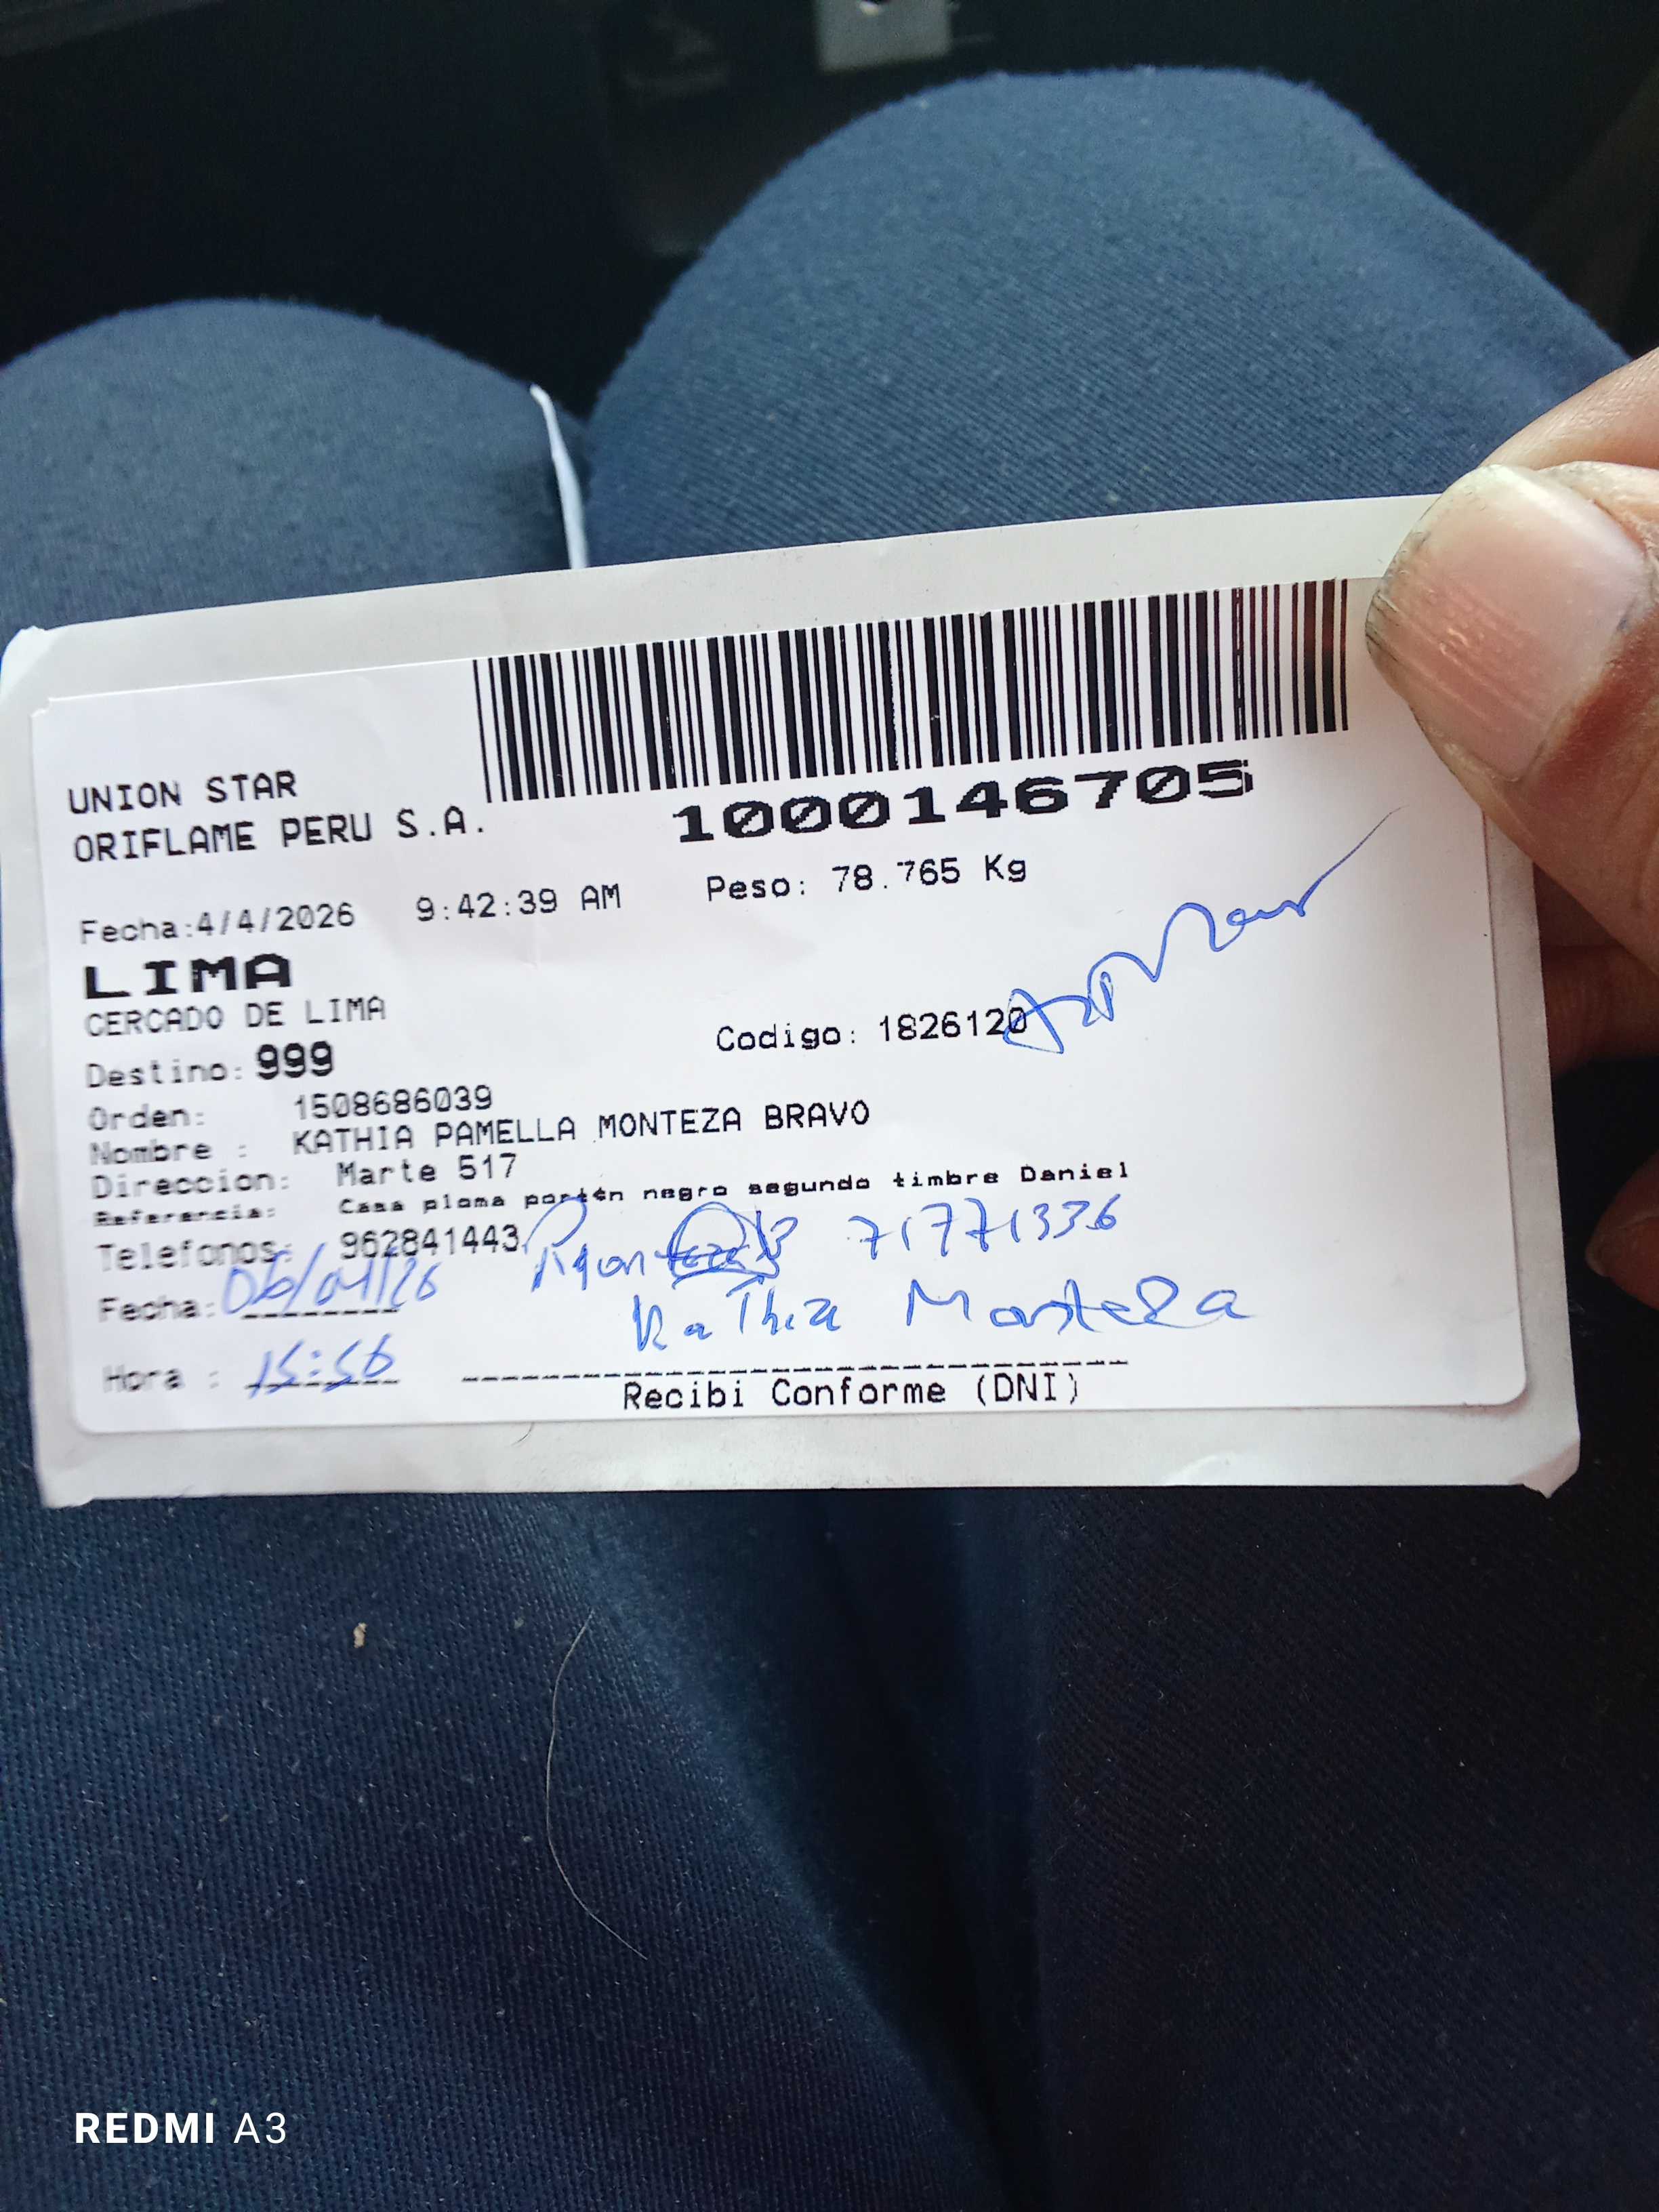 UNION STAR
ORIFLAME PERU S.A.
1000146705
Fecha:4/4/2026 9:42:39 AM Peso: 78.765 Kg
LIMA
CERCADO DE LIMA
Destino: 999 Codigo: 1826120
Orden: 1508686039
Nombre : KATHIA PAMELLA MONTEZA BRAVO
Direccion: Marte 517
Referencia: Casa ploma portón negro segundo timbre Daniel
Telefonos: 962841443 71771336
Fecha: 06/04/26 Kathia Monteza
Hora : 15:56
Recibi Conforme (DNI)
REDMI A3